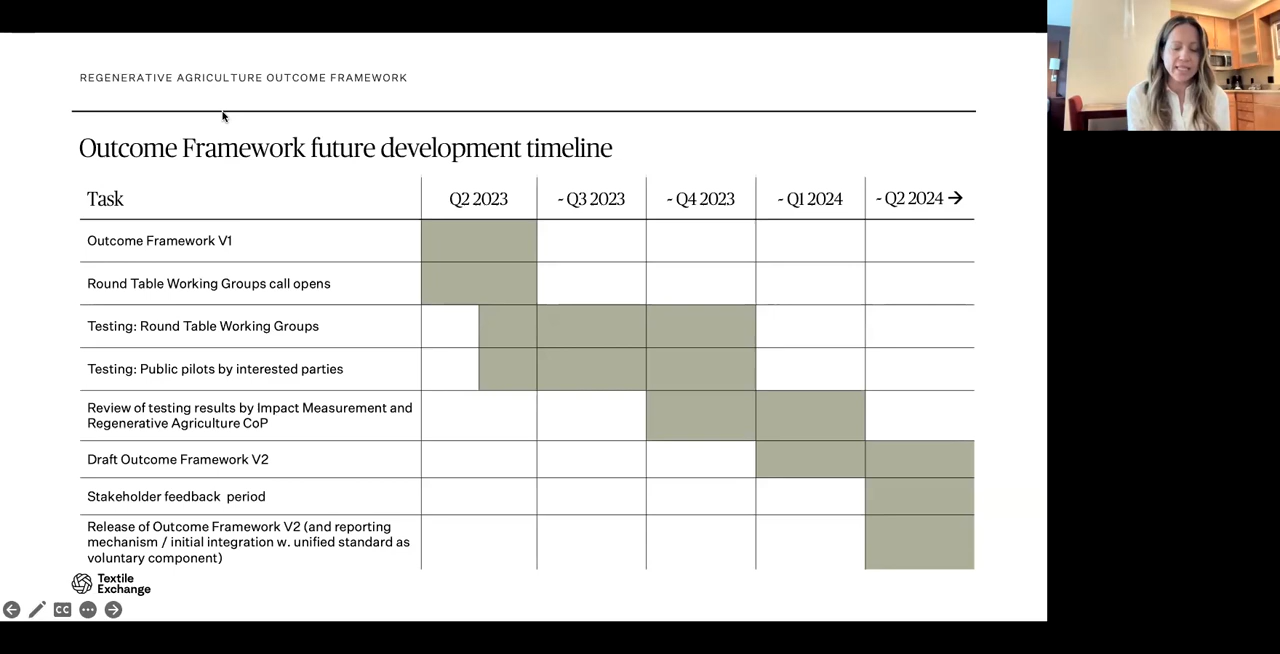 REGENERATIVE AGRICULTURE OUTCOME FRAMEWORK
Outcome Framework future development timeline
Task Q2 2023 ~ Q3 2023 ~ Q4 2023 ~ Q1 2024 ~ Q2 2024 →
Outcome Framework V1
Round Table Working Groups call opens
Testing: Round Table Working Groups
Testing: Public pilots by interested parties
Review of testing results by Impact Measurement and
Regenerative Agriculture CoP
Draft Outcome Framework V2
Stakeholder feedback period
Release of Outcome Framework V2 (and reporting
mechanism / initial integration w. unified standard as
voluntary component)
Textile
Exchange
CC